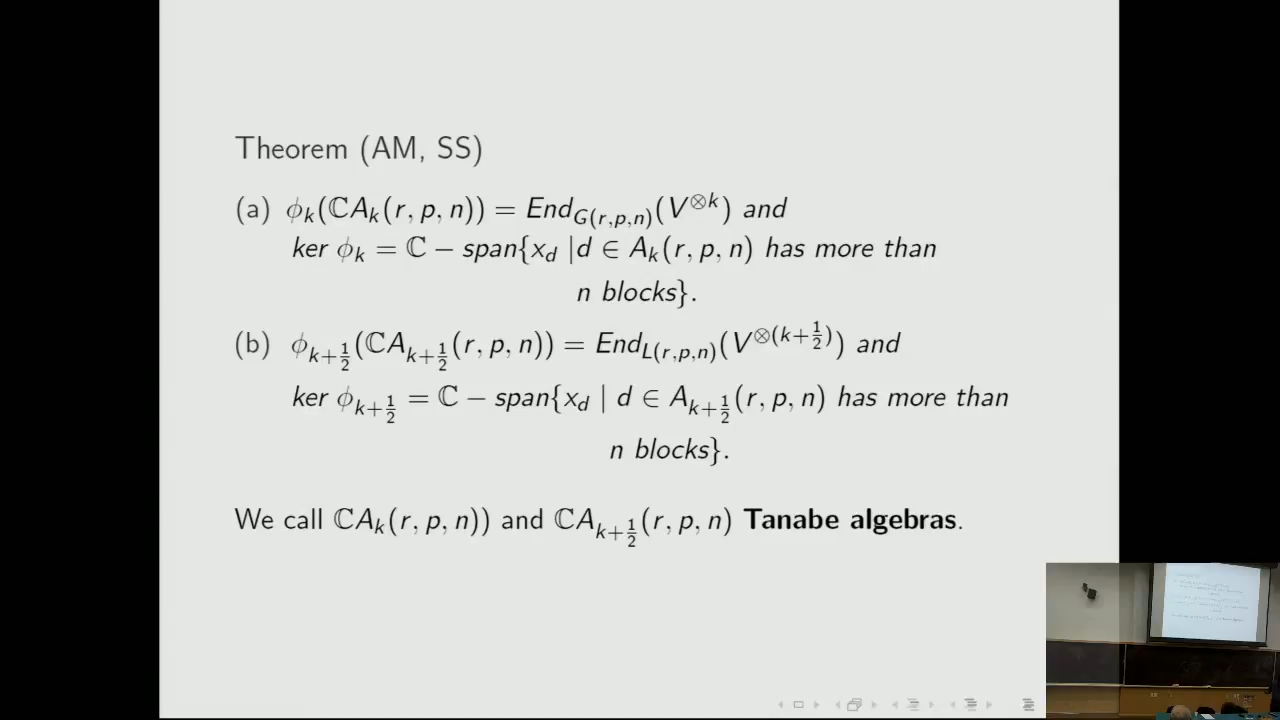 Theorem (AM, SS)
(a) ϕ_k(ℂA_k(r, p, n)) = End_{G(r,p,n)}(V^{⊗k}) and
ker ϕ_k = ℂ − span{x_d | d ∈ A_k(r, p, n) has more than
n blocks}.
(b) ϕ_{k+1/2}(ℂA_{k+1/2}(r, p, n)) = End_{L(r,p,n)}(V^{⊗(k+1/2)}) and
ker ϕ_{k+1/2} = ℂ − span{x_d | d ∈ A_{k+1/2}(r, p, n) has more than
n blocks}.
We call ℂA_k(r, p, n)) and ℂA_{k+1/2}(r, p, n) Tanabe algebras.